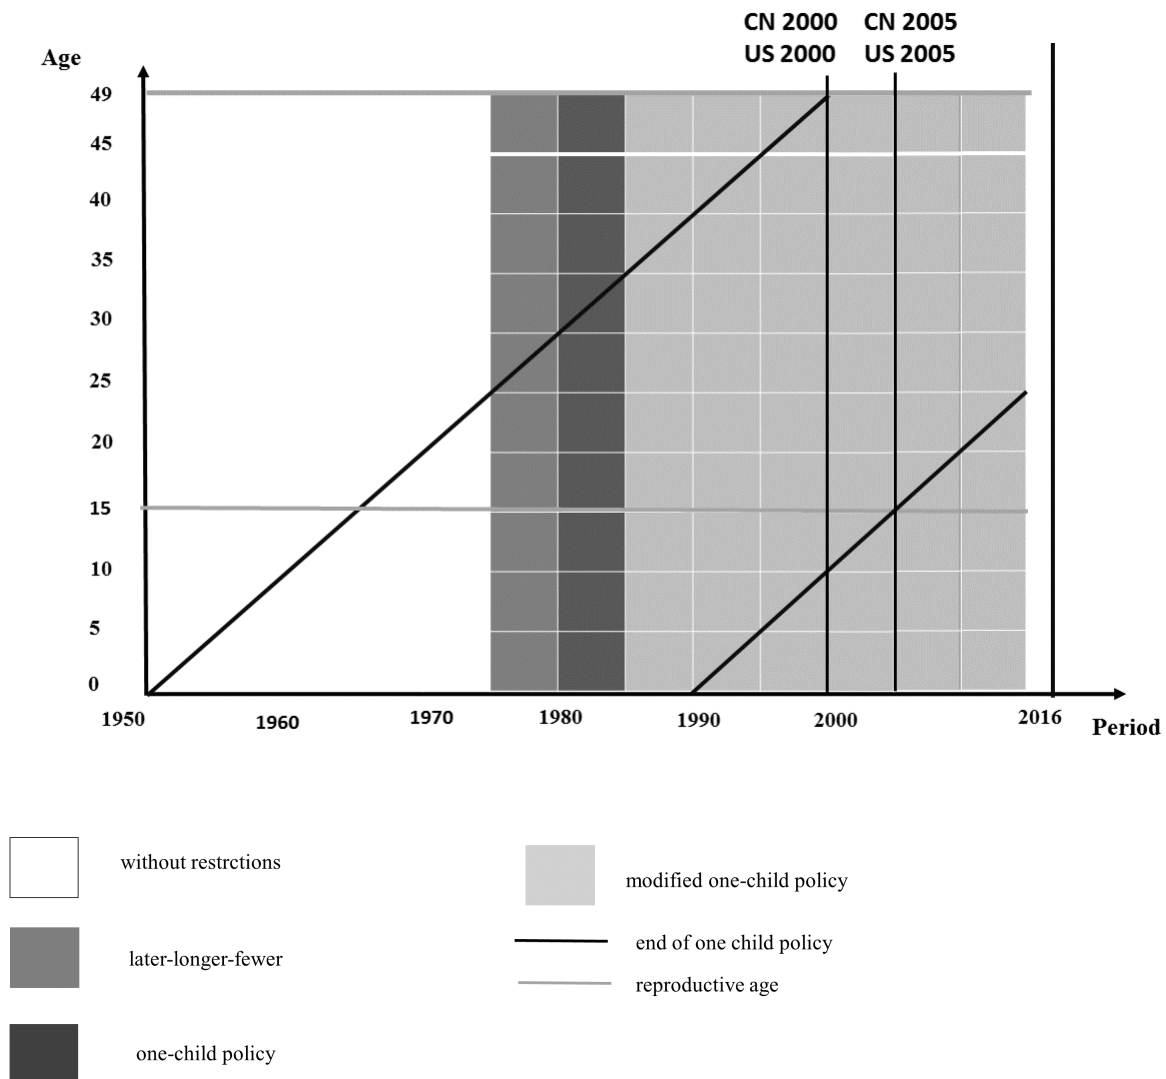 CN 2000 CN 2005
US 2000 US 2005
Age
49
45
40
35
30
25
20
15
10
5
0
1950 1960 1970 1980 1990 2000 2016
Period
without restrctions
modified one-child policy
end of one child policy
later-longer-fewer
reproductive age
one-child policy